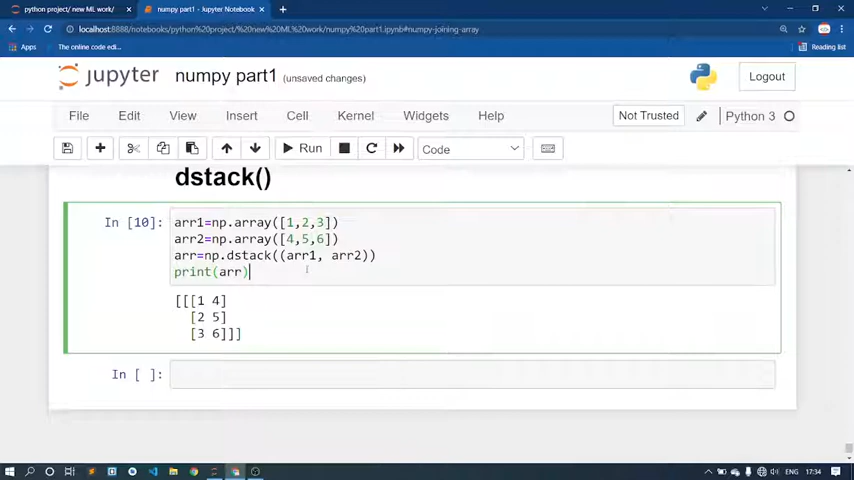 python project/ new ML work/
numpy part1 - Jupyter Notebook
localhost:8888/notebooks/python%20project/%20new%20ML%20work/numpy%20part1.ipynb#numpy-joining-array
Apps
The online code edi...
Reading list
jupyter
numpy part1 (unsaved changes)
Logout
File Edit View Insert Cell Kernel Widgets Help
Not Trusted
Python 3
Run
Code
dstack()
In [10]:
arr1=np.array([1,2,3])
arr2=np.array([4,5,6])
arr=np.dstack((arr1, arr2))
print(arr)
[[[1 4]
[2 5]
[3 6]]]
In [ ]:
ENG
17:34